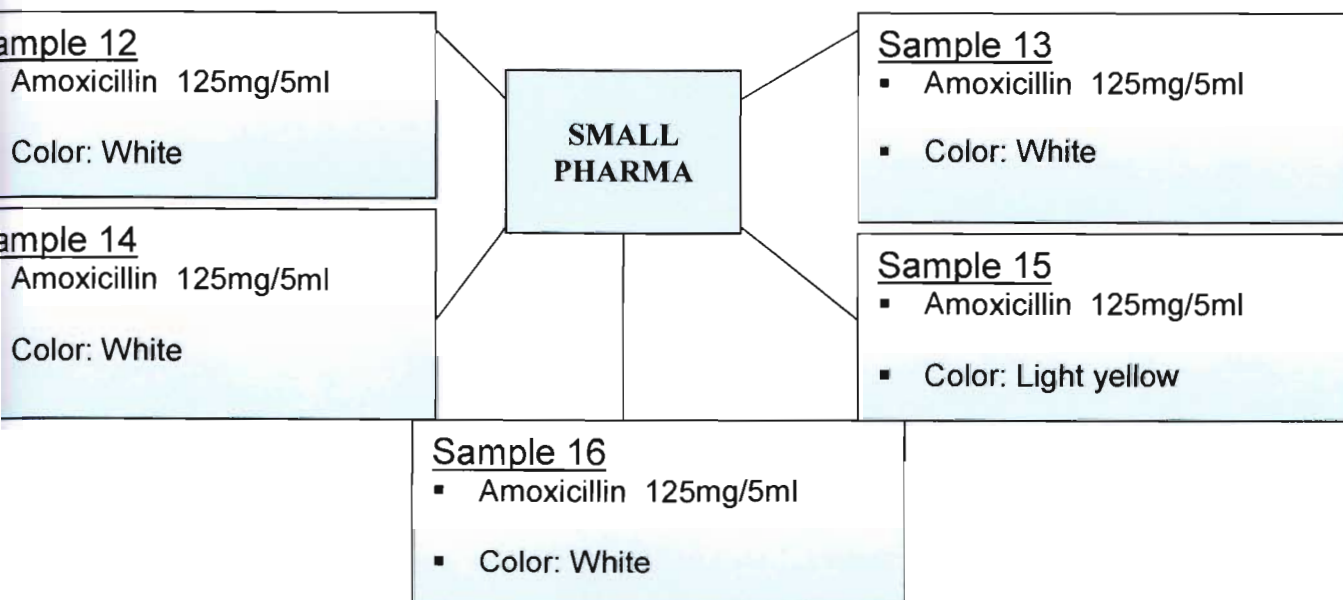 ample 12
Amoxicillin 125mg/5ml
Color: White
SMALL
PHARMA
Sample 13
▪ Amoxicillin 125mg/5ml
▪ Color: White
ample 14
Amoxicillin 125mg/5ml
Color: White
Sample 15
▪ Amoxicillin 125mg/5ml
▪ Color: Light yellow
Sample 16
▪ Amoxicillin 125mg/5ml
▪ Color: White